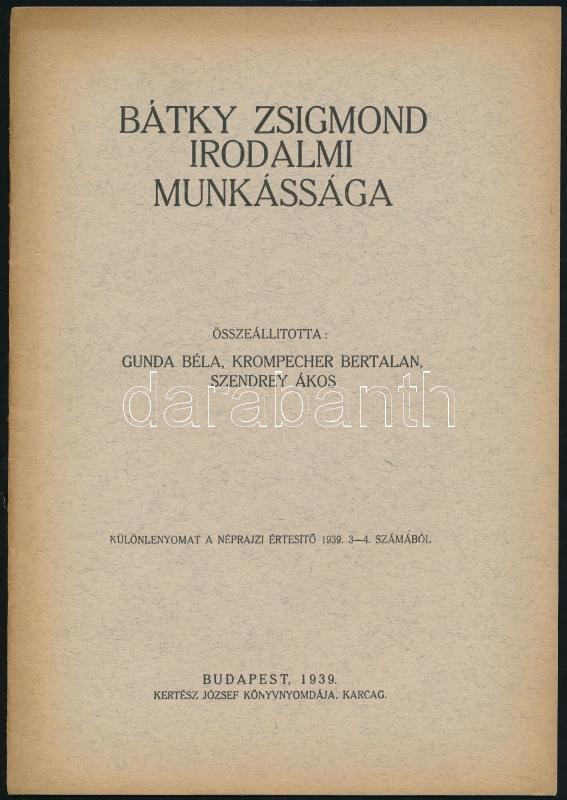 BÁTKY ZSIGMOND
IRODALMI
MUNKÁSSÁGA
ÖSSZEÁLLITOTTA:
GUNDA BÉLA, KROMPECHER BERTALAN,
SZENDREY ÁKOS
darabanth
KÜLÖNLENYOMAT A NÉPRAJZI ÉRTESITŐ 1939. 3—4. SZÁMÁBÓL
BUDAPEST, 1939.
KERTÉSZ JÓZSEF KÖNYVNYOMDÁJA, KARCAG.